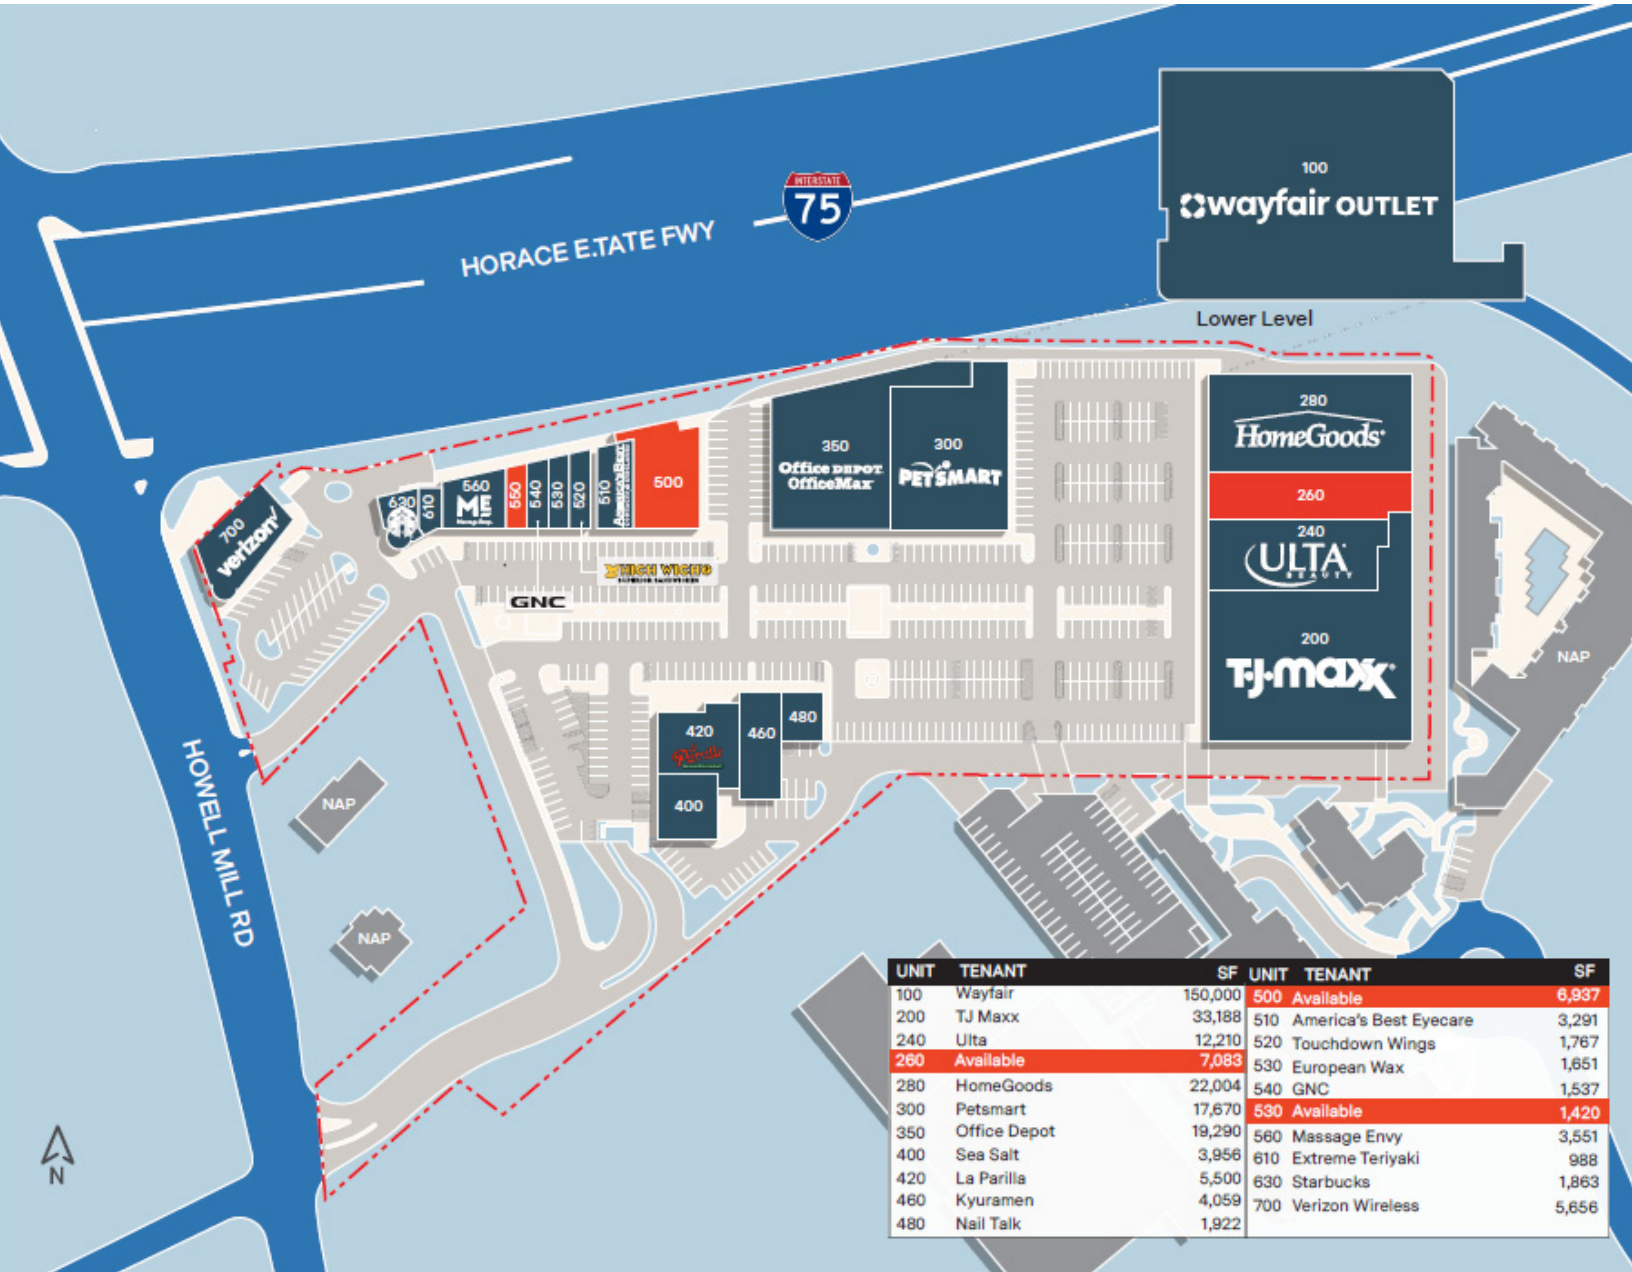 100
wayfair OUTLET
INTERSTATE
75
HORACE E.TATE FWY
Lower Level
280
HomeGoods
350
Office DEPOT
OfficeMax
300
PETSMART
260
500
510
America's Best
520
530
540
550
560
ME
610
630
700
verizon
240
ULTA
BEAUTY
WHICH WICH
SUPERIOR SANDWICHES
GNC
200
T·J·maxx
NAP
420
460
480
400
HOWELL MILL RD
NAP
NAP
N
UNIT TENANT SF
100 Wayfair 150,000
200 TJ Maxx 33,188
240 Ulta 12,210
260 Available 7,083
280 HomeGoods 22,004
300 Petsmart 17,670
350 Office Depot 19,290
400 Sea Salt 3,956
420 La Parilla 5,500
460 Kyuramen 4,059
480 Nail Talk 1,922
UNIT TENANT SF
500 Available 6,937
510 America's Best Eyecare 3,291
520 Touchdown Wings 1,767
530 European Wax 1,651
540 GNC 1,537
530 Available 1,420
560 Massage Envy 3,551
610 Extreme Teriyaki 988
630 Starbucks 1,863
700 Verizon Wireless 5,656